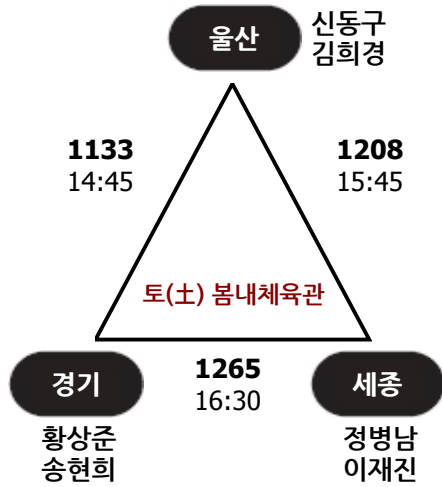 울산
신동구
김희경
1133
14:45
1208
15:45
토(土) 봄내체육관
경기
1265
16:30
세종
황상준
송현희
정병남
이재진